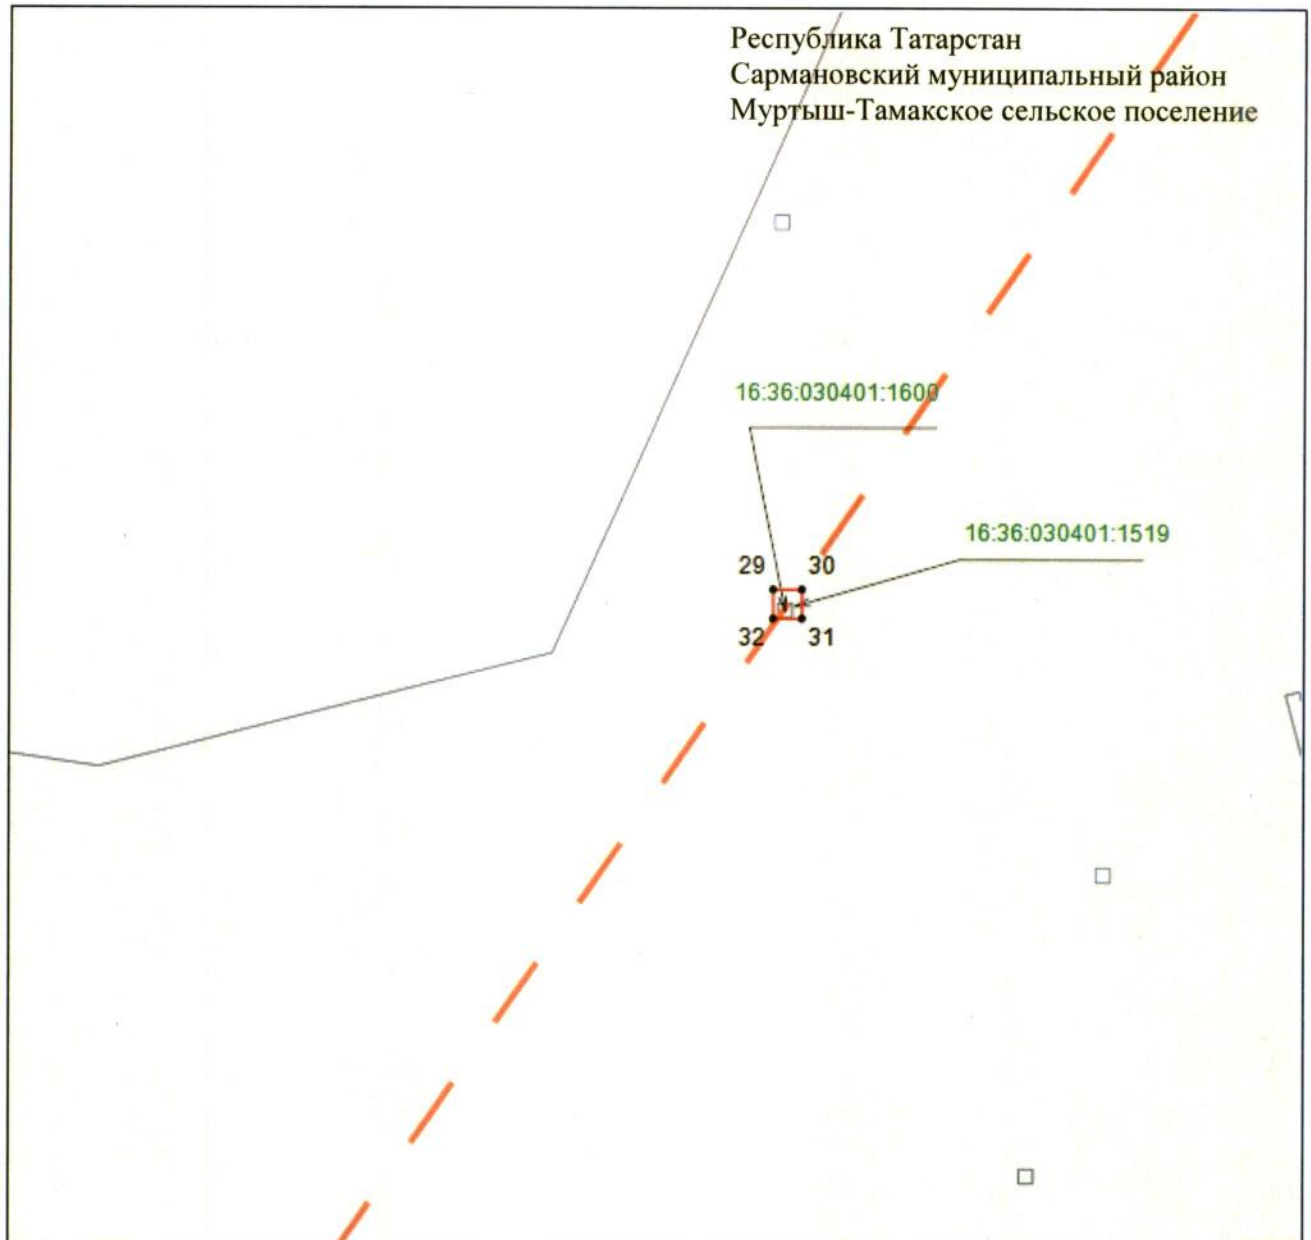 Республика Татарстан
Сармановский муниципальный район
Муртыш-Тамакское сельское поселение
16:36:030401:1600
16:36:030401:1519
29 30
32 31